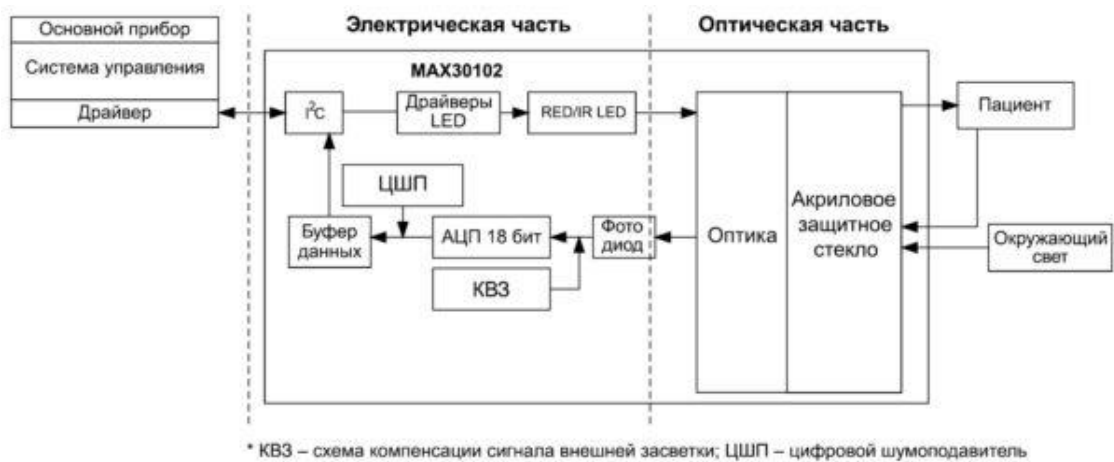 Электрическая часть
Оптическая часть
Основной прибор
Система управления
Драйвер
MAX30102
I²C
Драйверы
LED
RED/IR LED
Пациент
ЦШП
Буфер
данных
АЦП 18 бит
КВЗ
Фото
диод
Оптика
Акриловое
защитное
стекло
Окружающий
свет
* КВЗ – схема компенсации сигнала внешней засветки; ЦШП – цифровой шумоподавитель